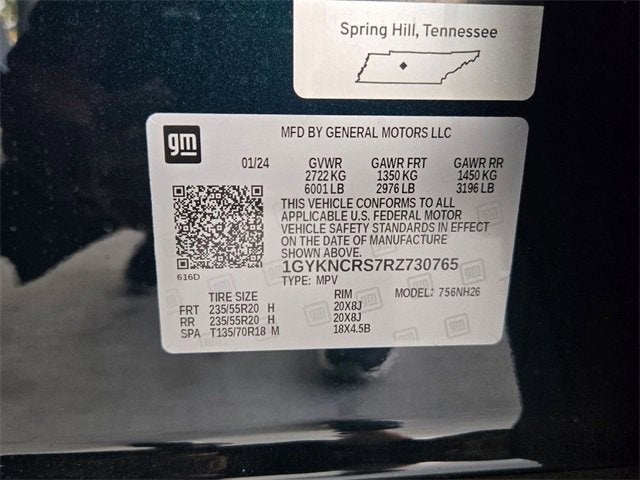 Spring Hill, Tennessee
gm
MFD BY GENERAL MOTORS LLC
01/24 GVWR GAWR FRT GAWR RR
2722 KG 1350 KG 1450 KG
6001 LB 2976 LB 3196 LB
THIS VEHICLE CONFORMS TO ALL
APPLICABLE U.S. FEDERAL MOTOR
VEHICLE SAFETY STANDARDS IN EFFECT
ON THE DATE OF MANUFACTURE
SHOWN ABOVE.
1GYKNCRS7RZ730765
616D
TYPE: MPV
TIRE SIZE RIM MODEL: 756NH26
FRT 235/55R20 H 20X8J
RR 235/55R20 H 20X8J
SPA T135/70R18 M 18X4.5B